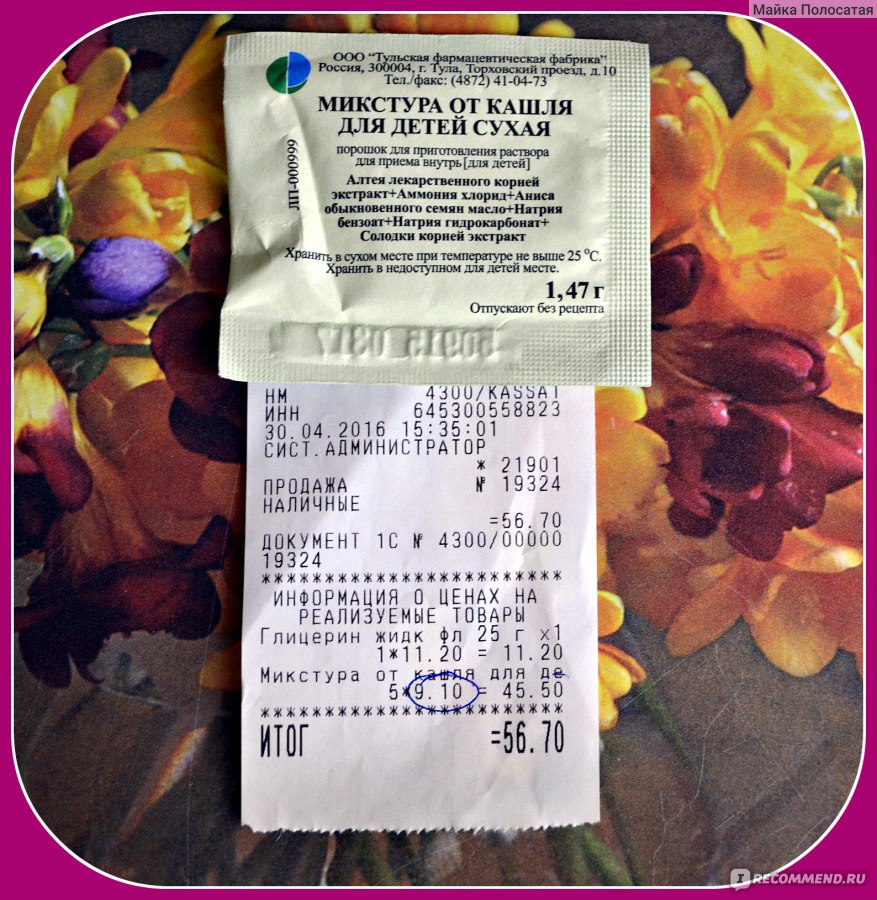 Майка Полосатая
ООО "Тульская фармацевтическая фабрика"
Россия, 300004, г. Тула, Торховский проезд, д.10
Тел./факс: (4872) 41-04-73
МИКСТУРА ОТ КАШЛЯ
ДЛЯ ДЕТЕЙ СУХАЯ
порошок для приготовления раствора
для приема внутрь[для детей]
ЛП-000999
Алтея лекарственного корней
экстракт+Аммония хлорид+Аниса
обыкновенного семян масло+Натрия
бензоат+Натрия гидрокарбонат+
Солодки корней экстракт
Хранить в сухом месте при температуре не выше 25 °C.
Хранить в недоступном для детей месте.
1,47 г
Отпускают без рецепта
НМ 4300/KASSA1
ИНН 645300558823
30.04.2016 15:35:01
СИСТ.АДМИНИСТРАТОР
* 21901
ПРОДАЖА № 19324
НАЛИЧНЫЕ
=56.70
ДОКУМЕНТ 1С № 4300/00000
19324
************************
ИНФОРМАЦИЯ О ЦЕНАХ НА
РЕАЛИЗУЕМЫЕ ТОВАРЫ
Глицерин жидк фл 25 г x1
1*11.20 = 11.20
Микстура от кашля для де
5*9.10 = 45.50
************************
ИТОГ =56.70
IRECOMMEND.RU